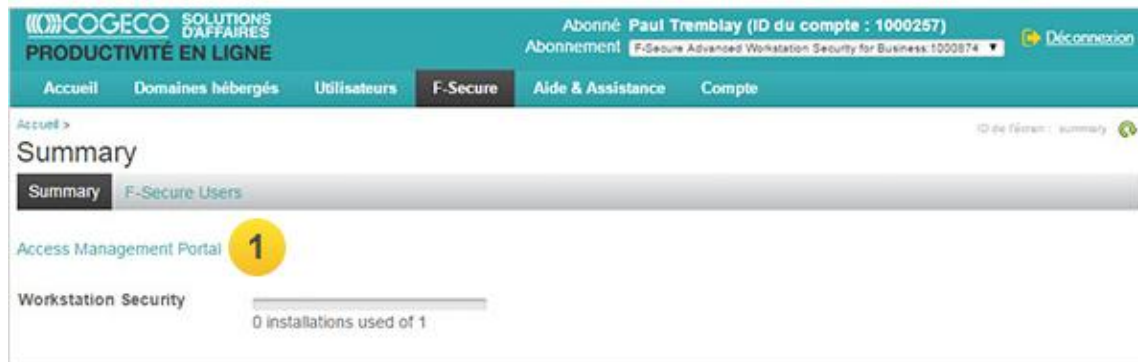 COGECO SOLUTIONS D'AFFAIRES
PRODUCTIVITÉ EN LIGNE
Abonné Paul Tremblay (ID du compte : 1000257)
Abonnement F-Secure Advanced Workstation Security for Business:1000874
Déconnexion
Accueil Domaines hébergés Utilisateurs F-Secure Aide & Assistance Compte
Accueil >
ID de l'écran : summary
Summary
Summary F-Secure Users
Access Management Portal 1
Workstation Security
0 installations used of 1